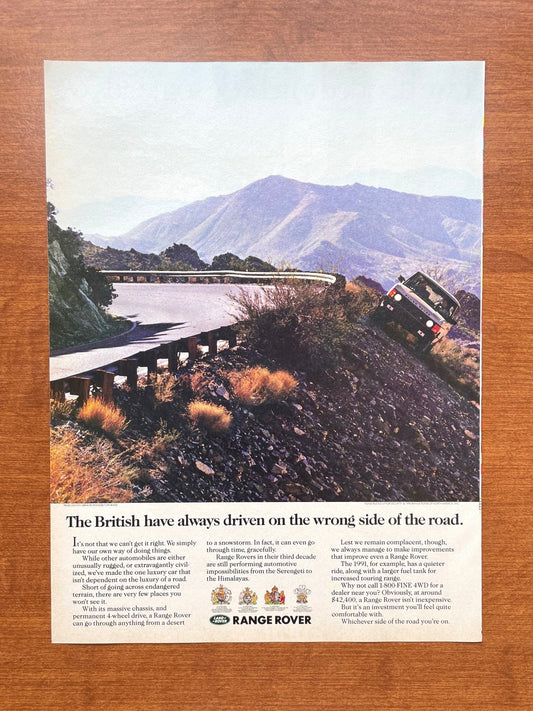 The British have always driven on the wrong side of the road.
It's not that we can't get it right. We simply
have our own way of doing things.
While other automobiles are either
unusually rugged, or extravagantly civil-
ized, we've made the one luxury car that
isn't dependent on the luxury of a road.
Short of going across endangered
terrain, there are very few places you
won't see it.
With its massive chassis, and
permanent 4-wheel drive, a Range Rover
can go through anything from a desert
to a snowstorm. In fact, it can even go
through time, gracefully.
Range Rovers in their third decade
are still performing automotive
impossibilities from the Serengeti to
the Himalayas.
LAND ROVER
RANGE ROVER
Lest we remain complacent, though,
we always manage to make improvements
that improve even a Range Rover.
The 1991, for example, has a quieter
ride, along with a larger fuel tank for
increased touring range.
Why not call 1-800-FINE 4WD for a
dealer near you? Obviously, at around
$42,400, a Range Rover isn't inexpensive.
But it's an investment you'll feel quite
comfortable with.
Whichever side of the road you're on.